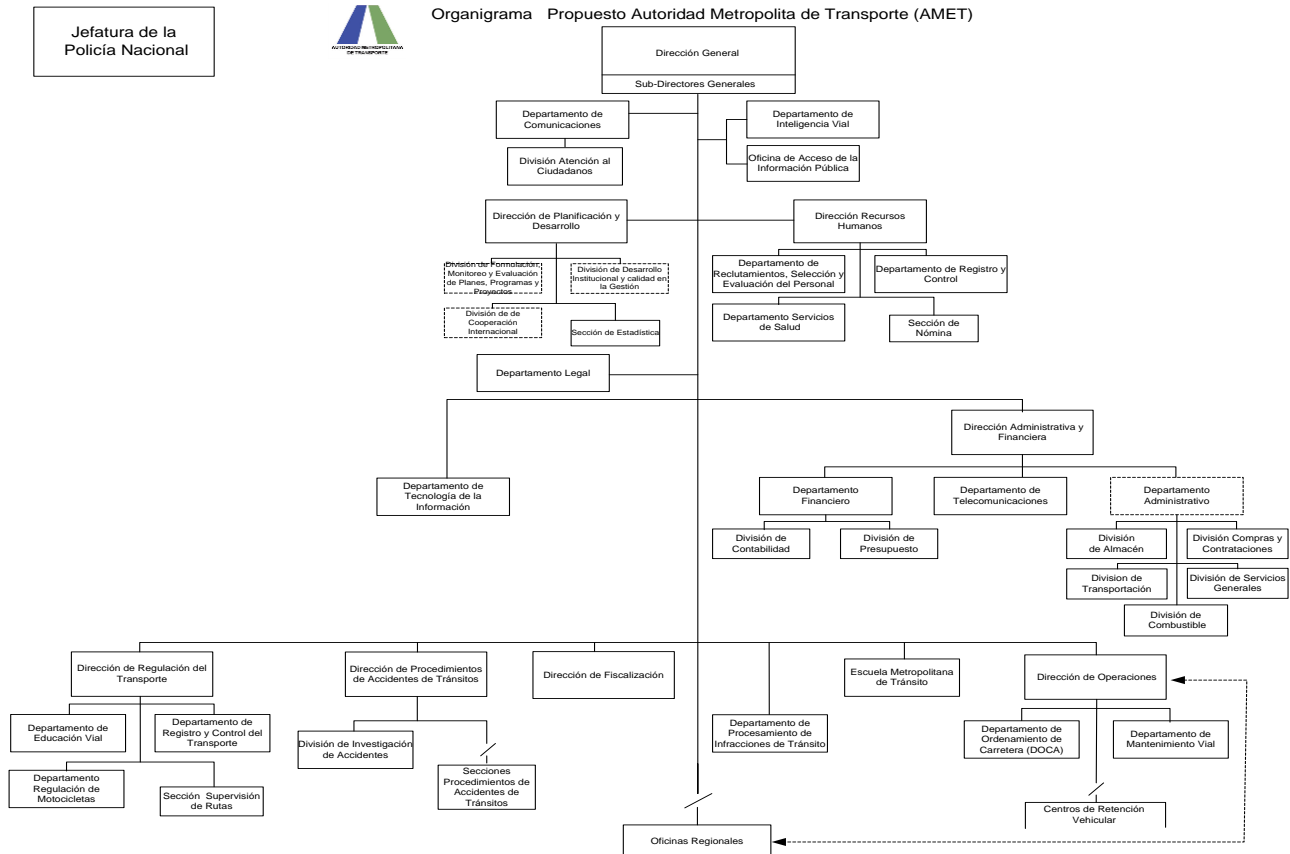 Organigrama Propuesto Autoridad Metropolita de Transporte (AMET)
Jefatura de la
Policía Nacional
AUTORIDAD METROPOLITANA
DE TRANSPORTE
Dirección General
Sub-Directores Generales
Departamento de
Comunicaciones
Departamento de
Inteligencia Vial
División Atención al
Ciudadanos
Oficina de Acceso de la
Información Pública
Dirección de Planificación y
Desarrollo
Dirección Recursos
Humanos
División de Formulación,
Monitoreo y Evaluación
de Planes, Programas y
Proyectos
División de Desarrollo
Institucional y calidad en
la Gestión
Departamento de
Reclutamientos, Selección y
Evaluación del Personal
Departamento de Registro y
Control
División de de
Cooperación
Internacional
Sección de Estadística
Departamento Servicios
de Salud
Sección de
Nómina
Departamento Legal
Dirección Administrativa y
Financiera
Departamento de
Tecnología de la
Información
Departamento
Financiero
Departamento de
Telecomunicaciones
Departamento
Administrativo
División de
Contabilidad
División de
Presupuesto
División
de Almacén
División Compras y
Contrataciones
Division de
Transportación
División de Servicios
Generales
División de
Combustible
Dirección de Regulación del
Transporte
Dirección de Procedimientos
de Accidentes de Tránsitos
Dirección de Fiscalización
Escuela Metropolitana
de Tránsito
Dirección de Operaciones
Departamento de
Educación Vial
Departamento de
Registro y Control del
Transporte
División de Investigación
de Accidentes
Departamento de
Procesamiento de
Infracciones de Tránsito
Departamento de
Ordenamiento de
Carretera (DOCA)
Departamento de
Mantenimiento Vial
Departamento
Regulación de
Motocicletas
Sección Supervisión
de Rutas
Secciones
Procedimientos de
Accidentes de
Tránsitos
Centros de Retención
Vehicular
Oficinas Regionales